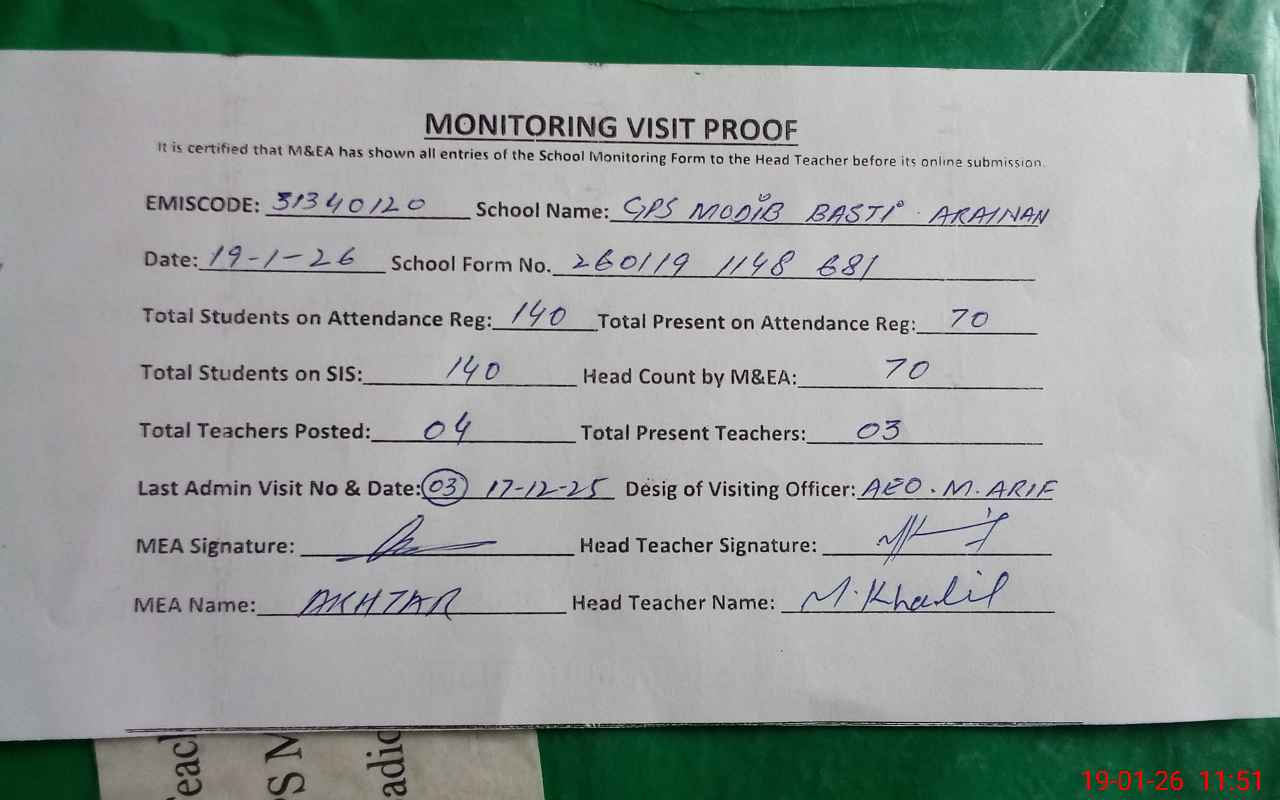 MONITORING VISIT PROOF
It is certified that M&EA has shown all entries of the School Monitoring Form to the Head Teacher before its online submission.
EMISCODE: 31340120 School Name: GPS MODIB BASTI ARAINAN
Date: 19-1-26 School Form No. 260119 1148 681
Total Students on Attendance Reg: 140 Total Present on Attendance Reg: 70
Total Students on SIS: 140 Head Count by M&EA: 70
Total Teachers Posted: 04 Total Present Teachers: 03
Last Admin Visit No & Date: 03 17-12-25 Desig of Visiting Officer: AEO. M. ARIF
MEA Signature: Head Teacher Signature:
MEA Name: AKHTAR Head Teacher Name: M. Khalil
each
PS M
adic
19-01-26 11:51